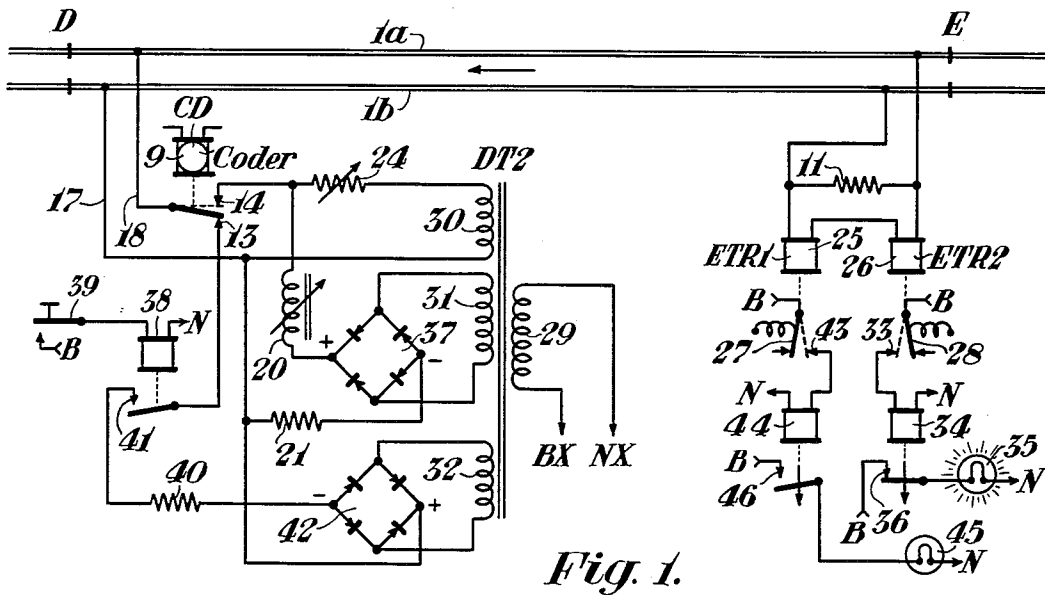 D
1a
E
1b
CD
9
Coder
24
DT2
11
17
14
18
13
30
ETR1
25
26
ETR2
39
38
N
B
31
37
29
B
B
20
+
-
27
43
33
28
41
21
N
N
44
34
40
32
BX
NX
35
-
+
42
B
46
36
N
B
45
N
Fig. 1.